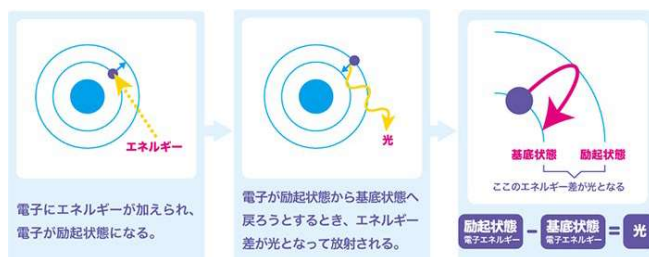 エネルギー
電子にエネルギーが加えられ、
電子が励起状態になる。
光
電子が励起状態から基底状態へ
戻ろうとするとき、エネルギー
差が光となって放射される。
基底状態 励起状態
ここのエネルギー差が光となる
励起状態 電子エネルギー − 基底状態 電子エネルギー = 光